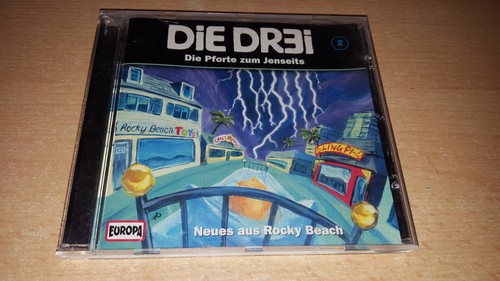 DiE DR3i
2
Die Pforte zum Jenseits
Rocky Beach TOYS
Neues aus Rocky Beach
EUROPA